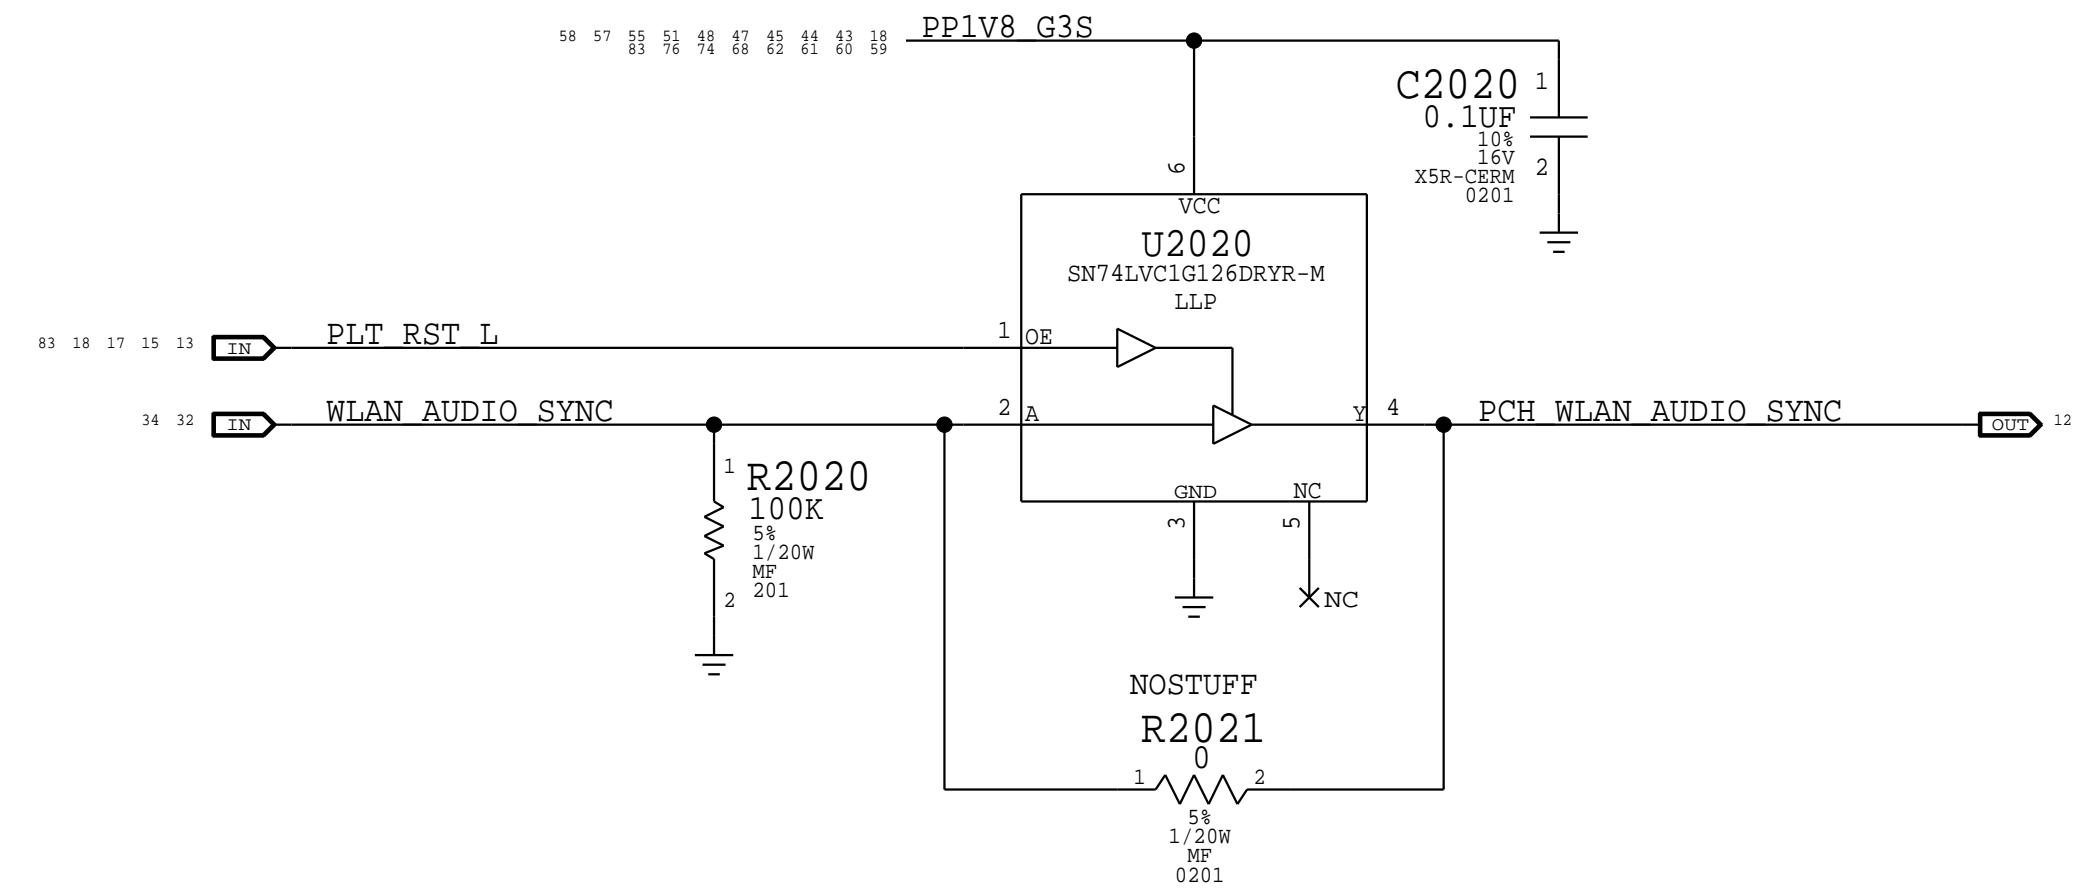 58 57 55 51 48 47 45 44 43 18
83 76 74 68 62 61 60 59
PP1V8_G3S
C2020
1
0.1UF
10%
16V
2
X5R-CERM
0201
6
VCC
U2020
SN74LVC1G126DRYR-M
LLP
83 18 17 15 13
IN
PLT_RST_L
1
OE
34 32
IN
WLAN_AUDIO_SYNC
2
A
Y
4
PCH_WLAN_AUDIO_SYNC
OUT
12
1
R2020
100K
5%
1/20W
MF
201
2
GND
NC
3
5
NC
NOSTUFF
R2021
0
1
2
5%
1/20W
MF
0201